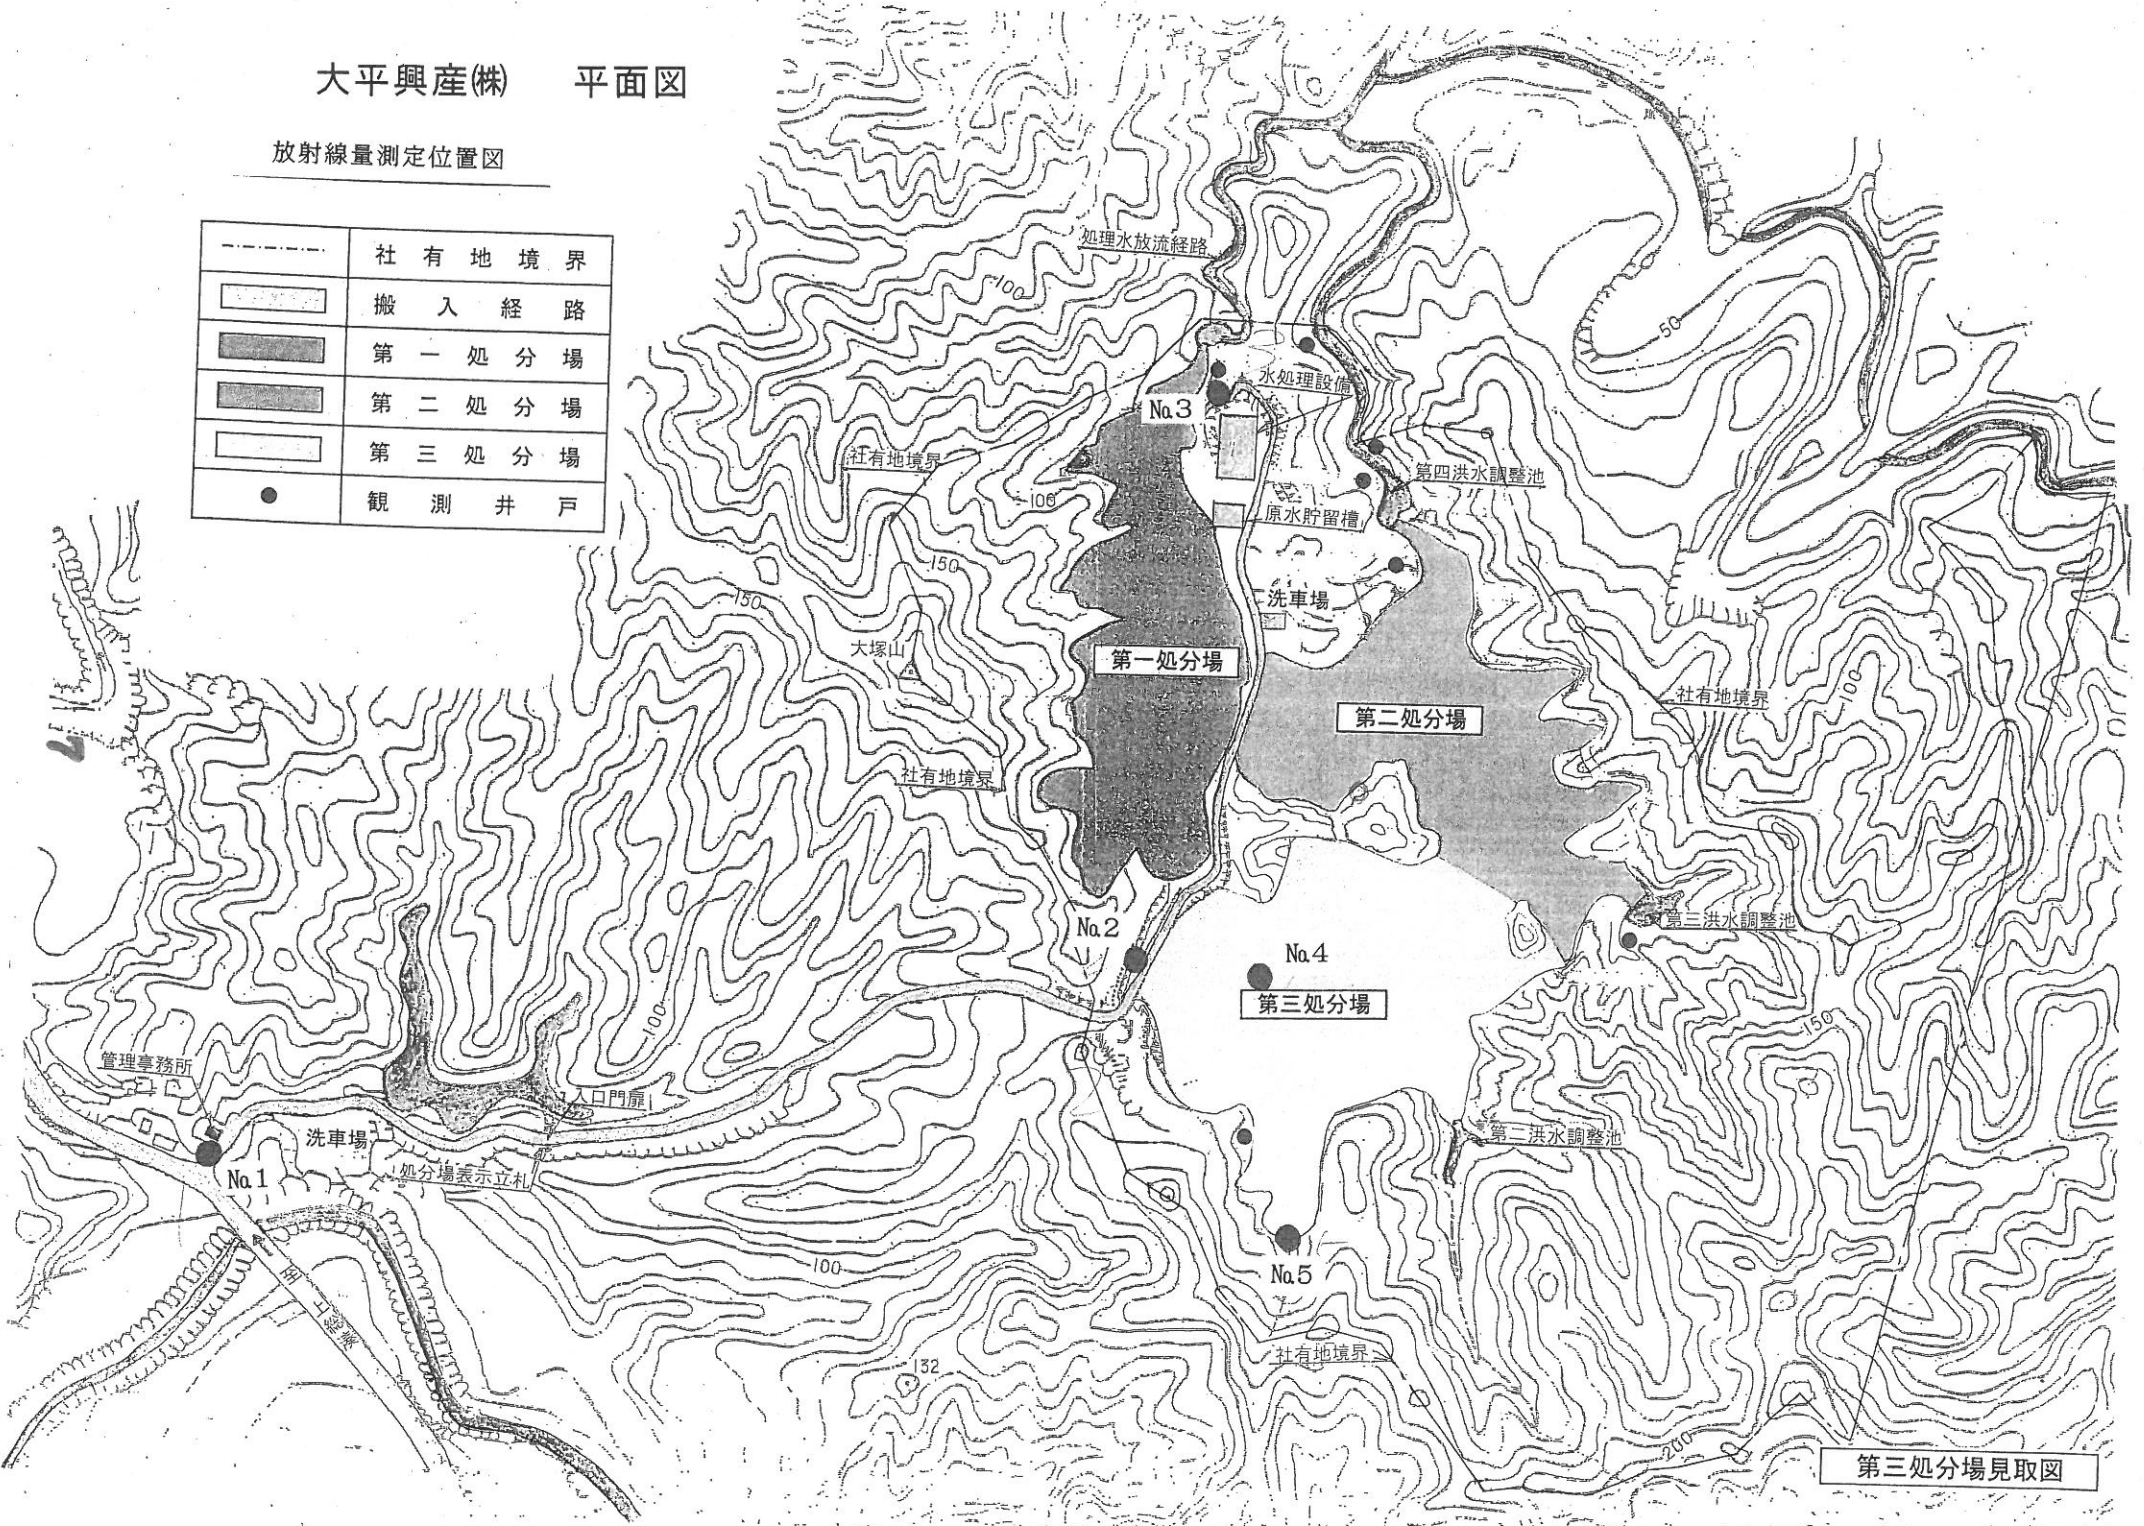 大平興産㈱　平面図
放射線量測定位置図
社有地境界
搬入経路
第一処分場
第二処分場
第三処分場
観測井戸
処理水放流経路
100
50
水処理設備
No.3
社有地境界
第四洪水調整池
100
原水貯留槽
150
150
洗車場
大塚山
第一処分場
100
社有地境界
第二処分場
社有地境界
No.2
第三洪水調整池
No.4
第三処分場
100
150
管理事務所
入口門扉
洗車場
第二洪水調整池
No.1
処分場表示立札
100
No.5
至上総湊
社有地境界
132
200
第三処分場見取図